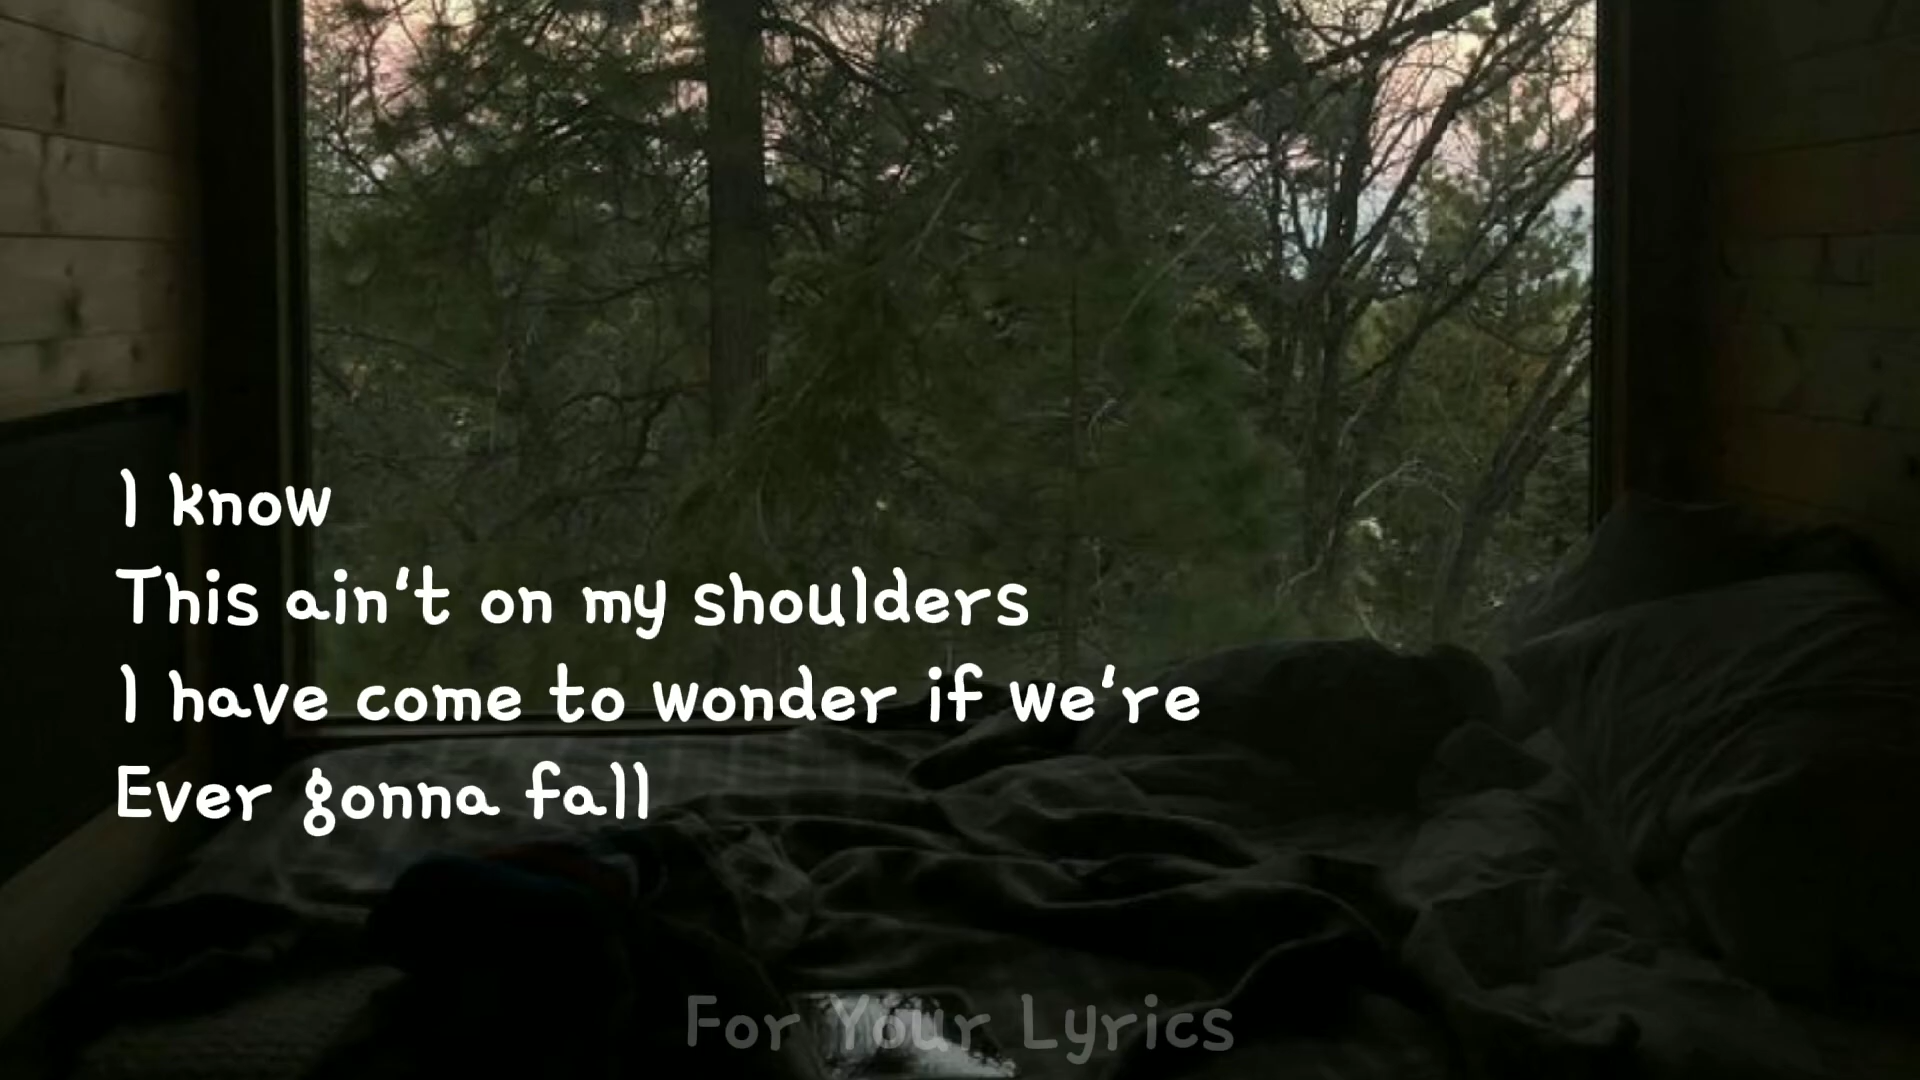 I know
This ain't on my shoulders
I have come to wonder if we're
Ever gonna fall
For Your Lyrics